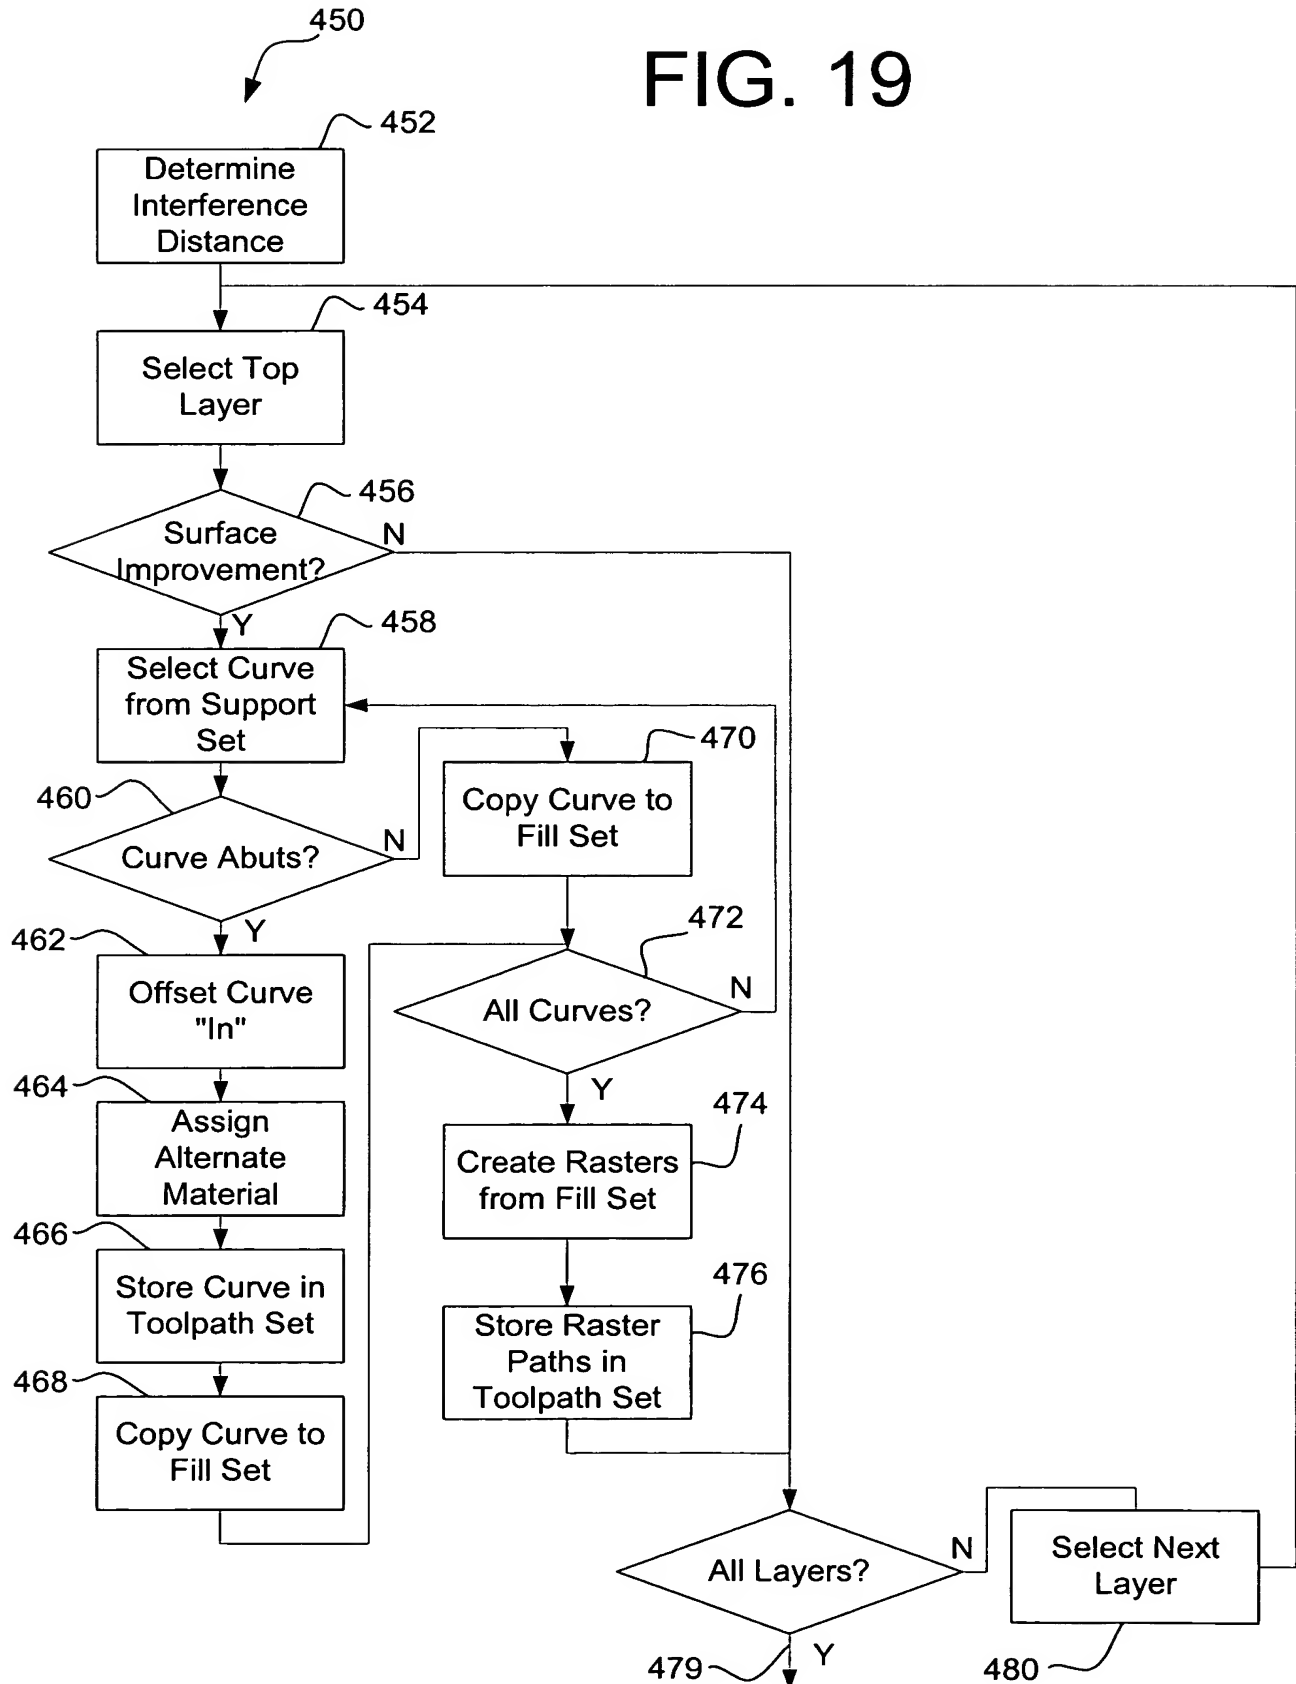 450
FIG. 19
452
Determine
Interference
Distance
454
Select Top
Layer
456
Surface
Improvement?
N
Y
458
Select Curve
from Support
Set
460
Curve Abuts?
N
Y
470
Copy Curve to
Fill Set
462
Offset Curve
"In"
472
All Curves?
N
Y
464
Assign
Alternate
Material
474
Create Rasters
from Fill Set
466
Store Curve in
Toolpath Set
476
Store Raster
Paths in
Toolpath Set
468
Copy Curve to
Fill Set
All Layers?
N
Y
479
Select Next
Layer
480